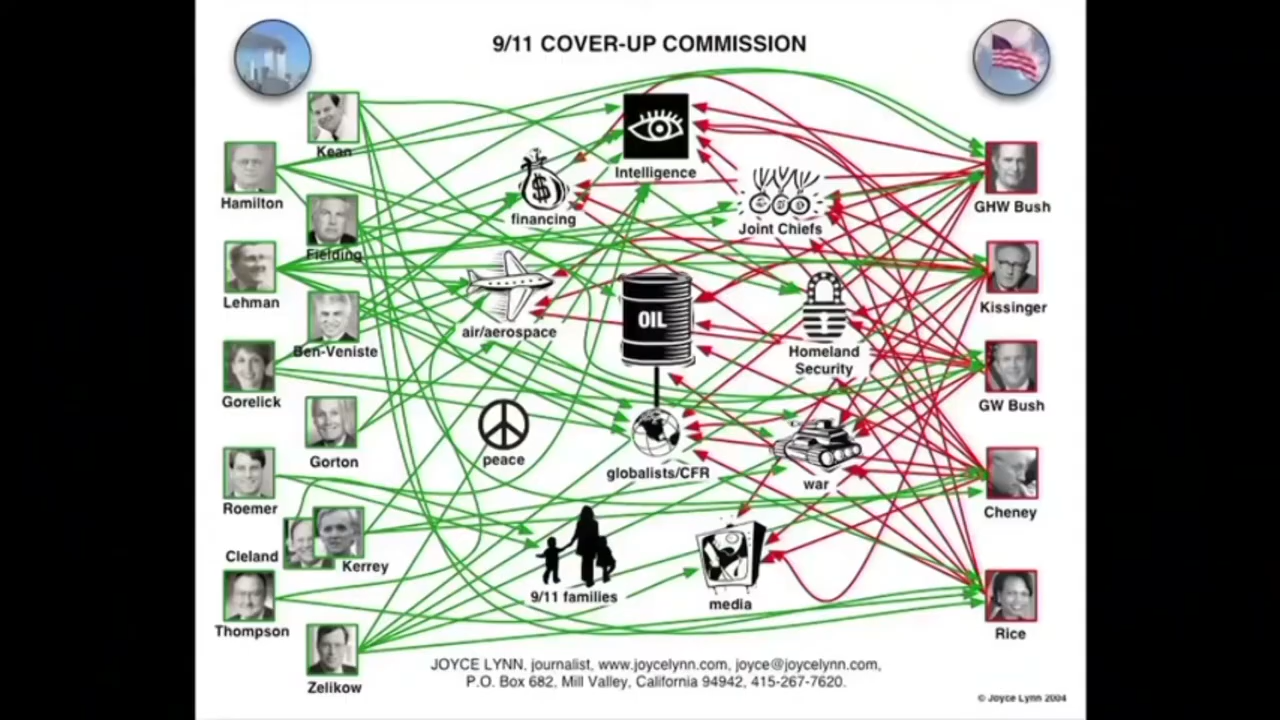 9/11 COVER-UP COMMISSION
Kean
Hamilton
Fielding
Lehman
Ben-Veniste
Gorelick
Gorton
Roemer
Cleland
Kerrey
Thompson
Zelikow
Intelligence
financing
Joint Chiefs
air/aerospace
OIL
Homeland
Security
peace
globalists/CFR
war
9/11 families
media
GHW Bush
Kissinger
GW Bush
Cheney
Rice
JOYCE LYNN, journalist, www.joycelynn.com, joyce@joycelynn.com,
P.O. Box 682, Mill Valley, California 94942, 415-267-7620.
© Joyce Lynn 2004